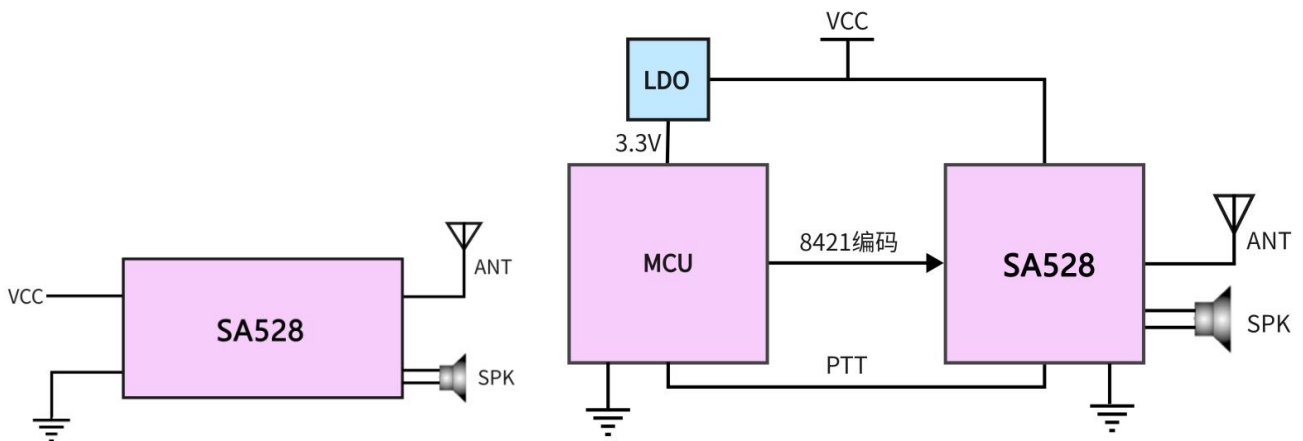 VCC
SA528
ANT
SPK
VCC
LDO
3.3V
MCU
8421编码
SA528
ANT
SPK
PTT